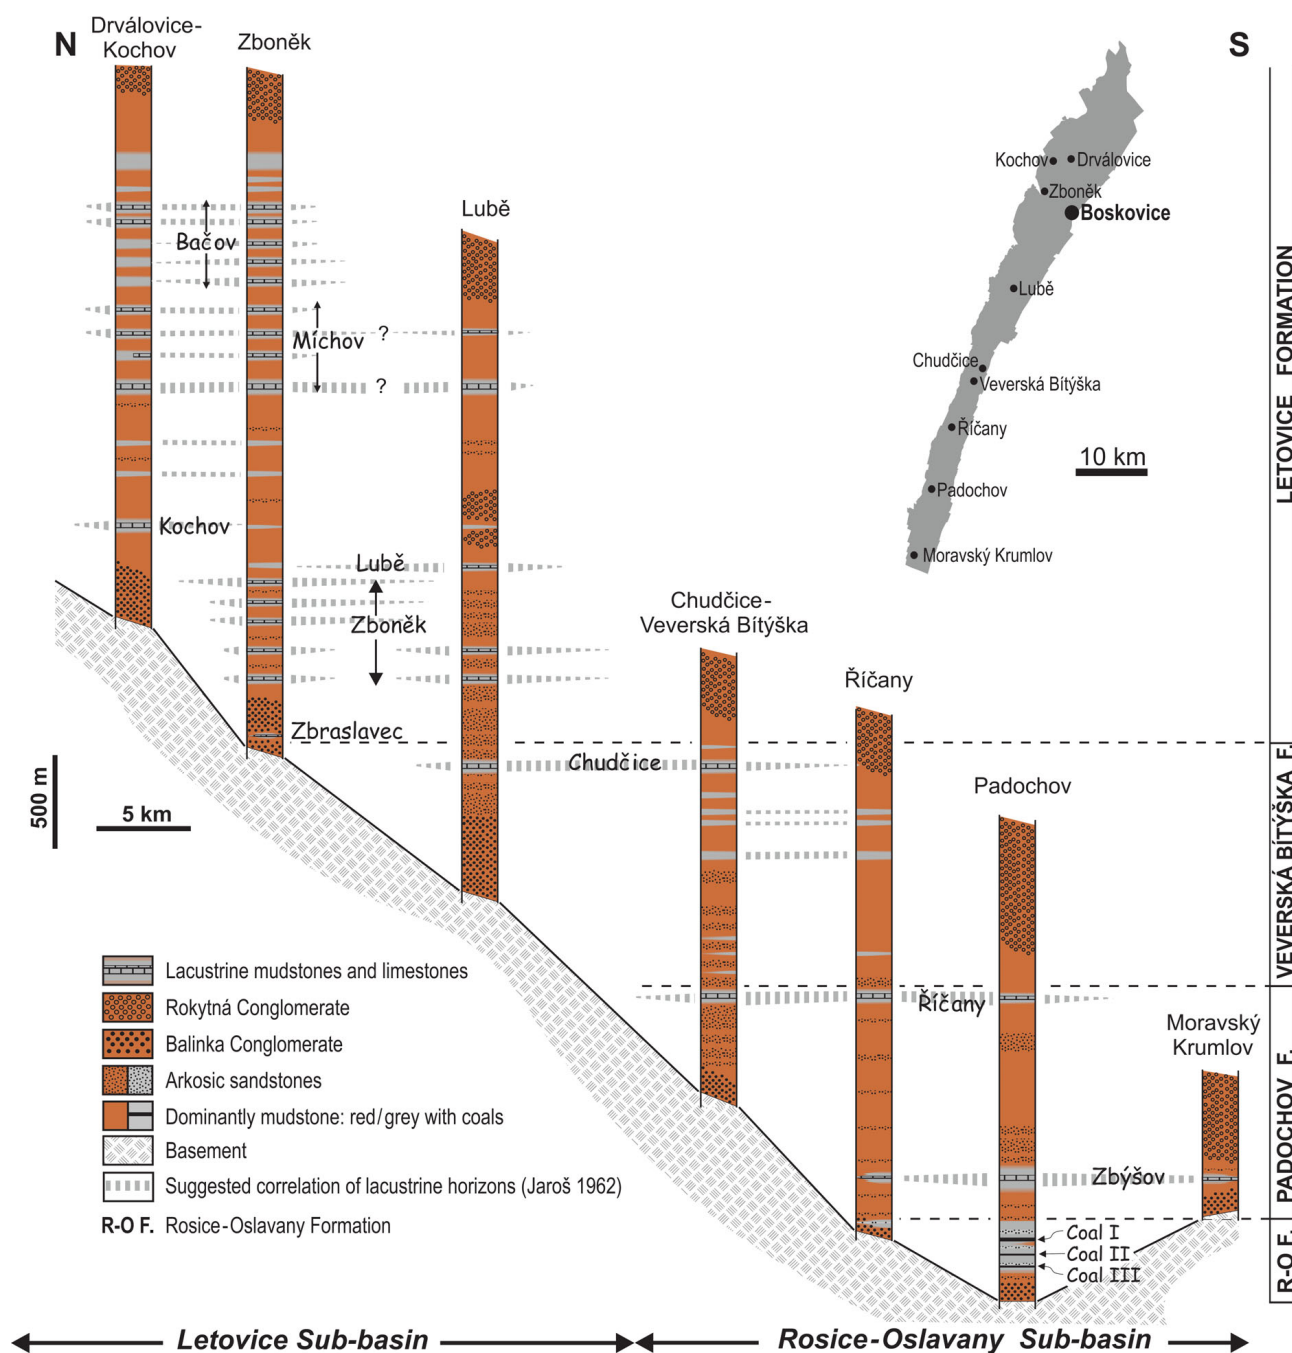 N
Drválovice-
Kochov
Zboněk
S
Lubě
Bačov
Míchov
?
?
Kochov
Lubě
Zboněk
Zbraslavec
Chudčice
Chudčice-
Veverská Bítýška
Říčany
Padochov
Moravský
Krumlov
Říčany
Zbýšov
Coal I
Coal II
Coal III
Kochov
Drválovice
Zboněk
Boskovice
Lubě
Chudčice
Veverská Bítýška
Říčany
Padochov
Moravský Krumlov
10 km
LETOVICE FORMATION
VEVERSKÁ BÍTÝŠKA F.
PADOCHOV F.
R-O F.
500 m
5 km
Lacustrine mudstones and limestones
Rokytná Conglomerate
Balinka Conglomerate
Arkosic sandstones
Dominantly mudstone: red/grey with coals
Basement
Suggested correlation of lacustrine horizons (Jaroš 1962)
R-O F. Rosice-Oslavany Formation
Letovice Sub-basin
Rosice-Oslavany Sub-basin